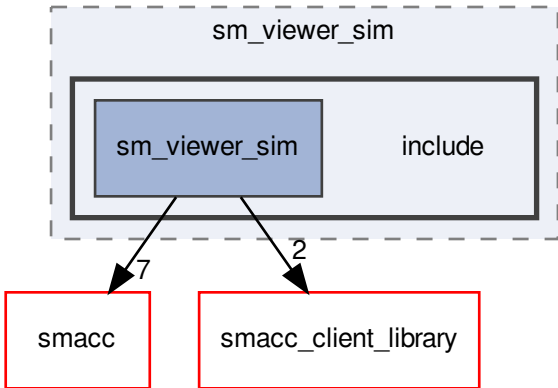 sm_viewer_sim
sm_viewer_sim
include
7
2
smacc
smacc_client_library